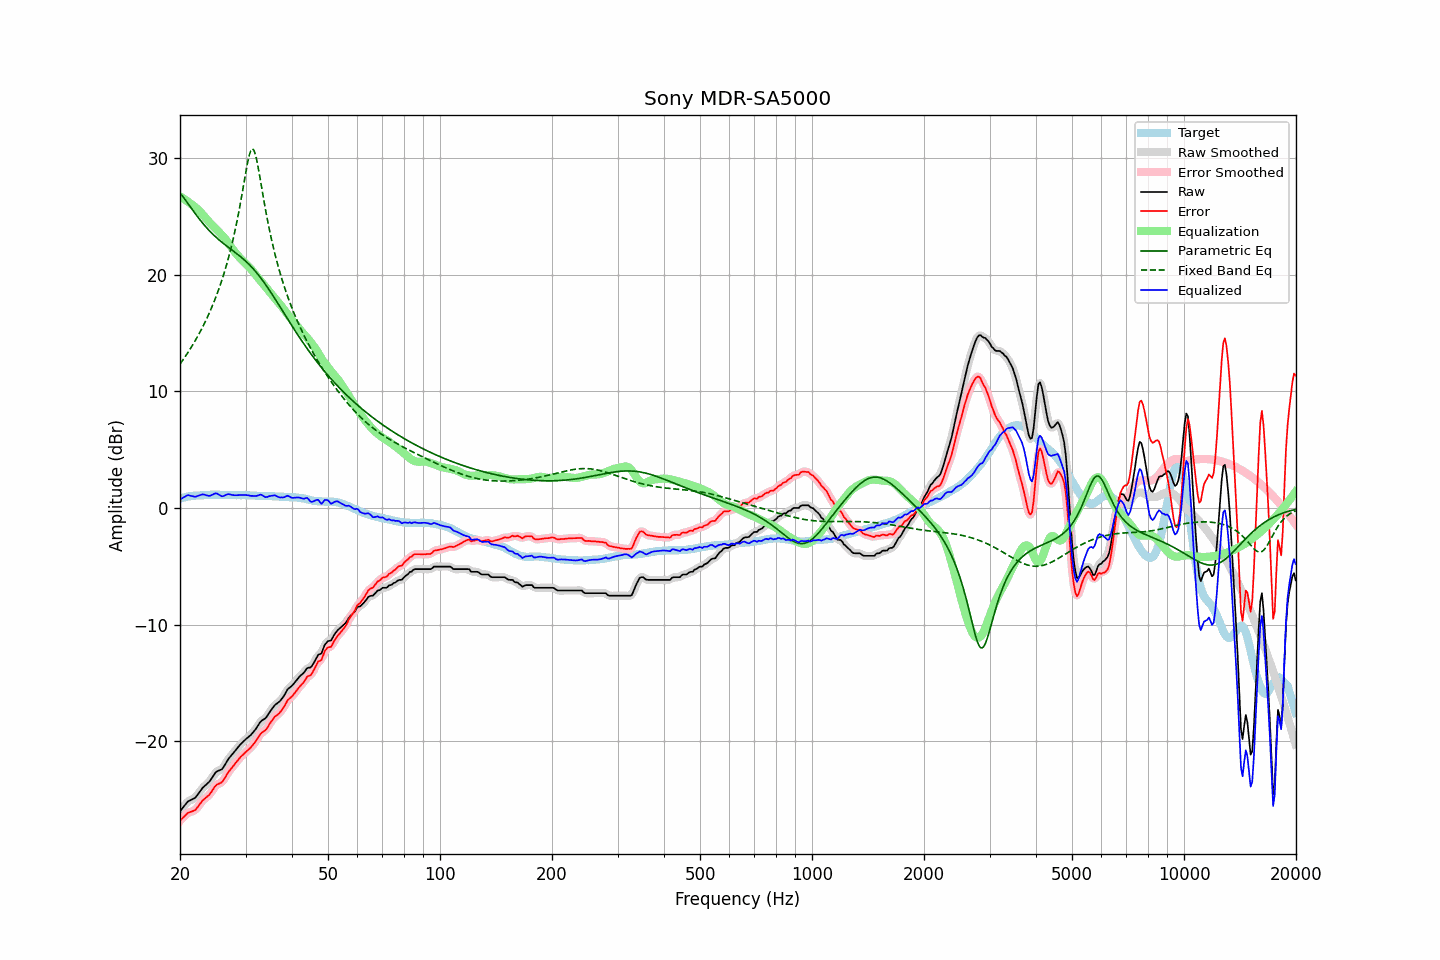 Sony MDR-SA5000
Target
Raw Smoothed
Error Smoothed
Raw
Error
Equalization
Parametric Eq
Fixed Band Eq
Equalized
Amplitude (dBr)
30
20
10
0
−10
−20
20
50
100
200
500
1000
2000
5000
10000
20000
Frequency (Hz)